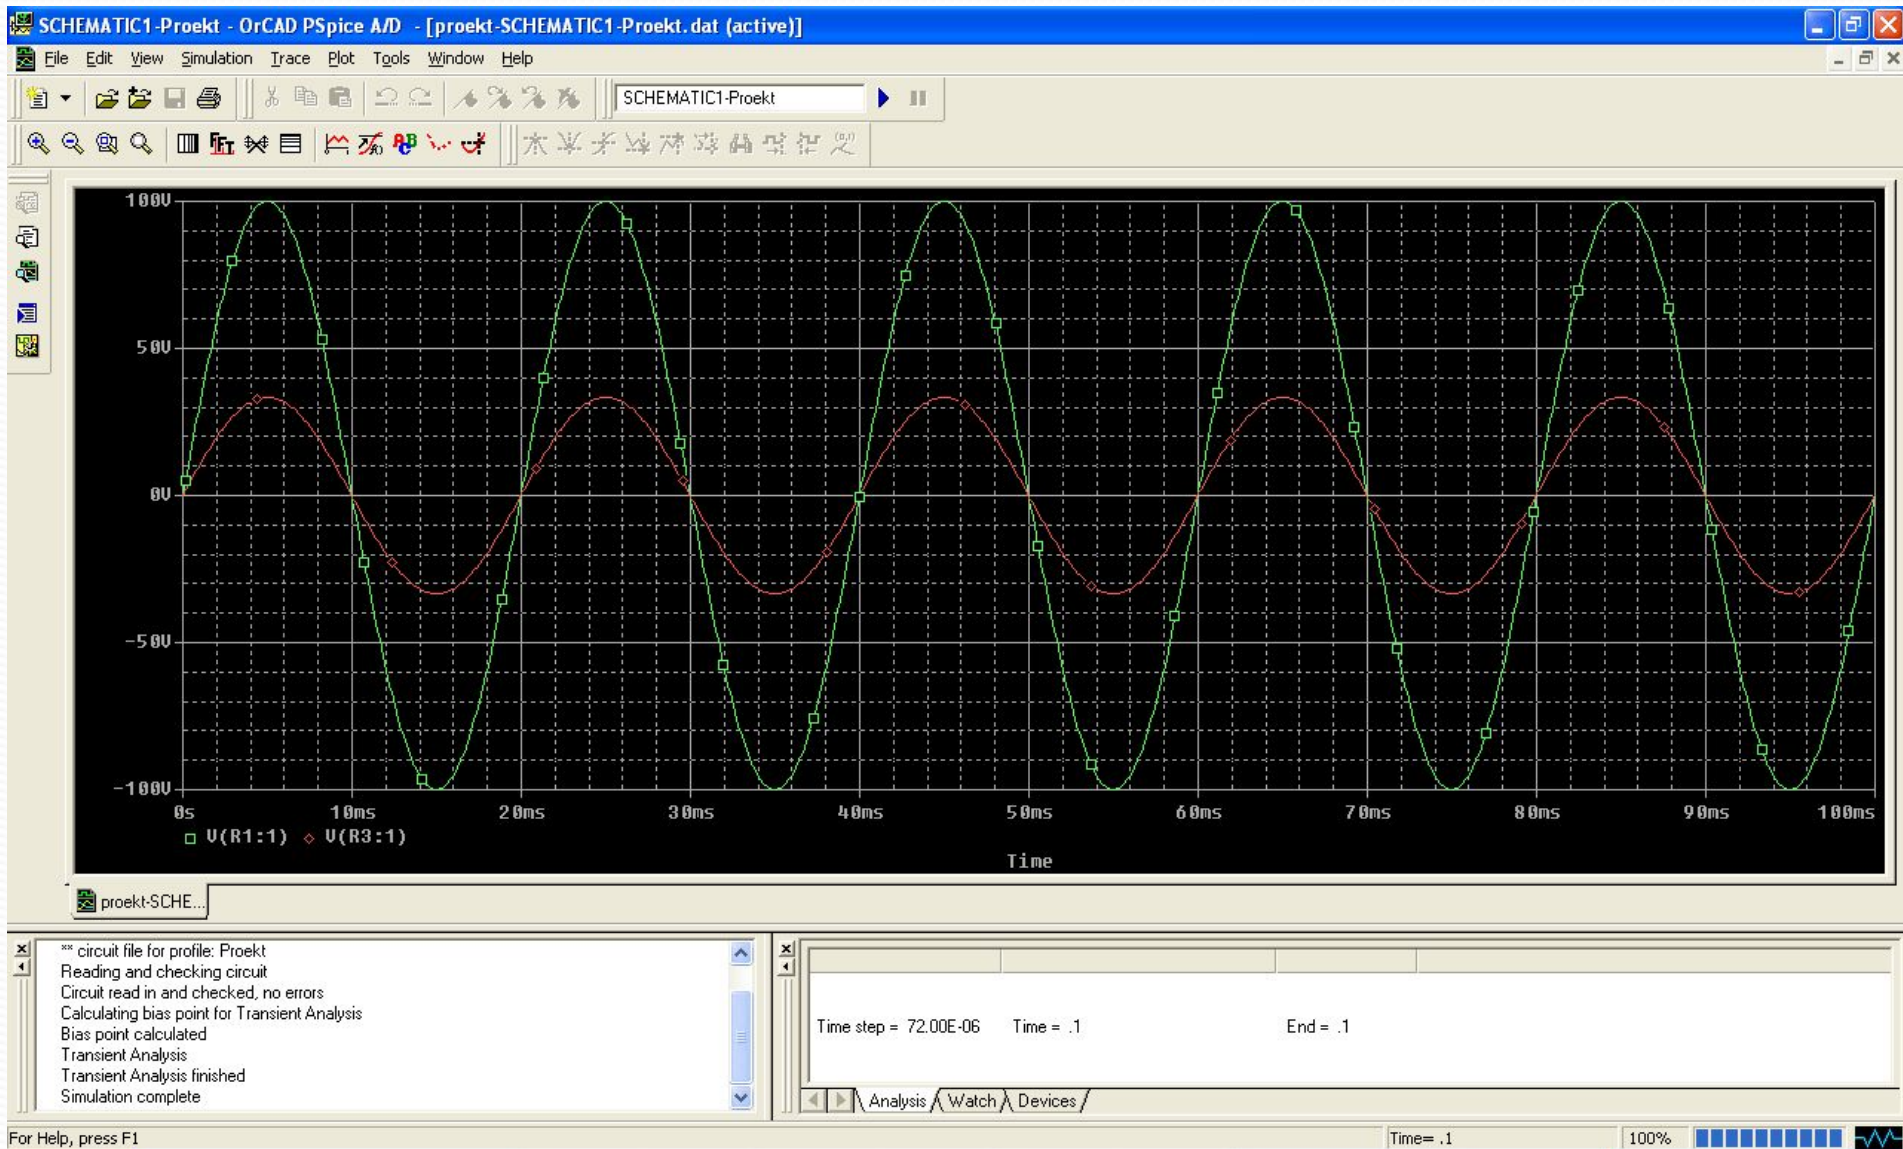 SCHEMATIC1-Proekt - OrCAD PSpice A/D - [proekt-SCHEMATIC1-Proekt.dat (active)]
File Edit View Simulation Trace Plot Tools Window Help
SCHEMATIC1-Proekt
FFT
100V
50V
0V
-50V
-100V
0s 10ms 20ms 30ms 40ms 50ms 60ms 70ms 80ms 90ms 100ms
V(R1:1) V(R3:1)
Time
proekt-SCHE...
** circuit file for profile: Proekt
Reading and checking circuit
Circuit read in and checked, no errors
Calculating bias point for Transient Analysis
Bias point calculated
Transient Analysis
Transient Analysis finished
Simulation complete
Time step = 72.00E-06 Time = .1 End = .1
Analysis Watch Devices
For Help, press F1 Time= .1 100%